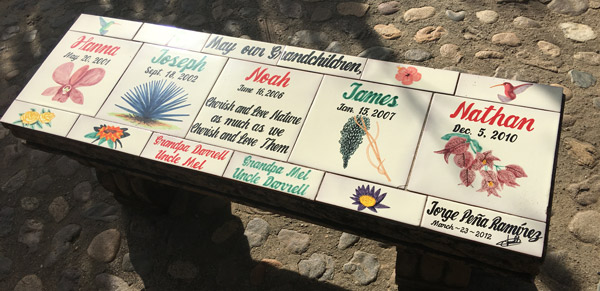 May our Grandchildren,
Hanna
May 20, 2001
Joseph
Sept. 18, 2002
Noah
June 16, 2006
Cherish and Love Nature
as much as we
Cherish and Love Them
James
Jan. 15, 2007
Nathan
Dec. 5, 2010
Grandpa Darrell
Uncle Mel
Grandpa Mel
Uncle Darrell
Jorge Peña Ramírez
March-23-2012